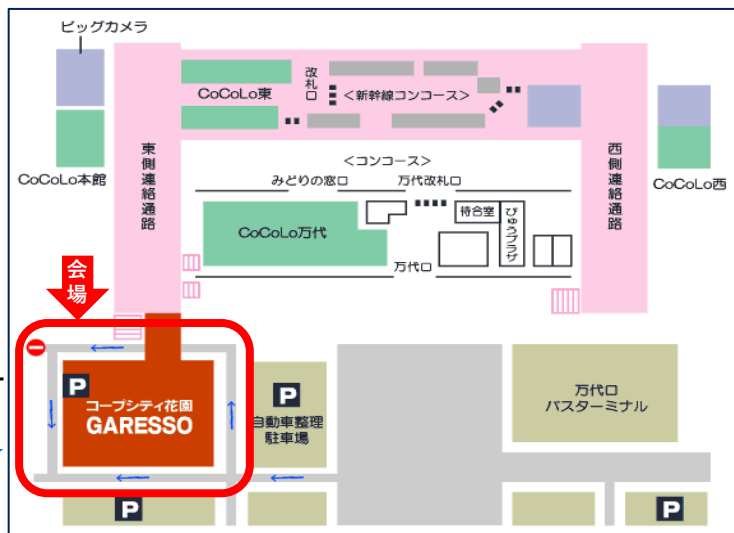 ビッグカメラ
CoCoLo東
改札口
<新幹線コンコース>
東側連絡通路
西側連絡通路
<コンコース>
CoCoLo本館
みどりの窓口
万代改札口
CoCoLo西
待合室
びゅうプラザ
CoCoLo万代
万代口
会場
P
コープシティ花園
GARESSO
P
自動車整理
駐車場
万代口
バスターミナル
P
P